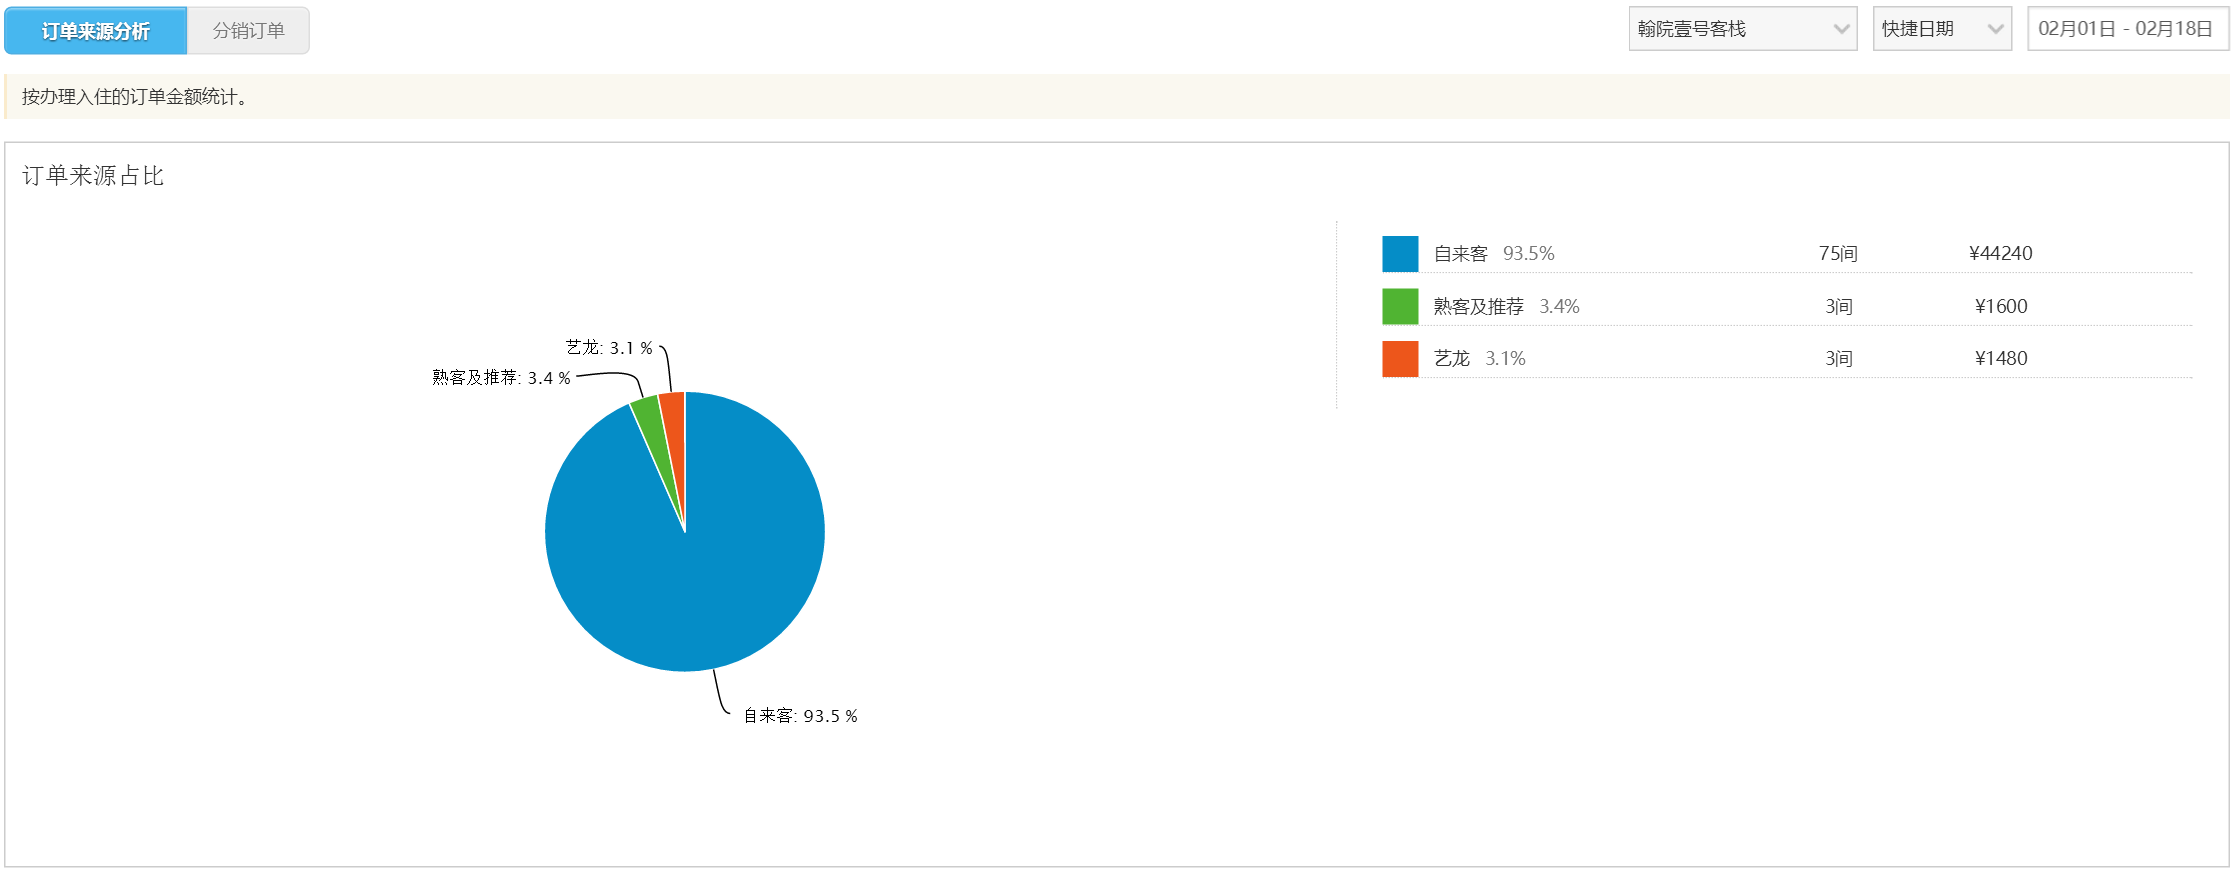 订单来源分析 分销订单 翰院壹号客栈 快捷日期 02月01日 - 02月18日
按办理入住的订单金额统计。
订单来源占比
自来客 93.5% 75间 ¥44240
熟客及推荐 3.4% 3间 ¥1600
艺龙 3.1% 3间 ¥1480
艺龙: 3.1 %
熟客及推荐: 3.4 %
自来客: 93.5 %